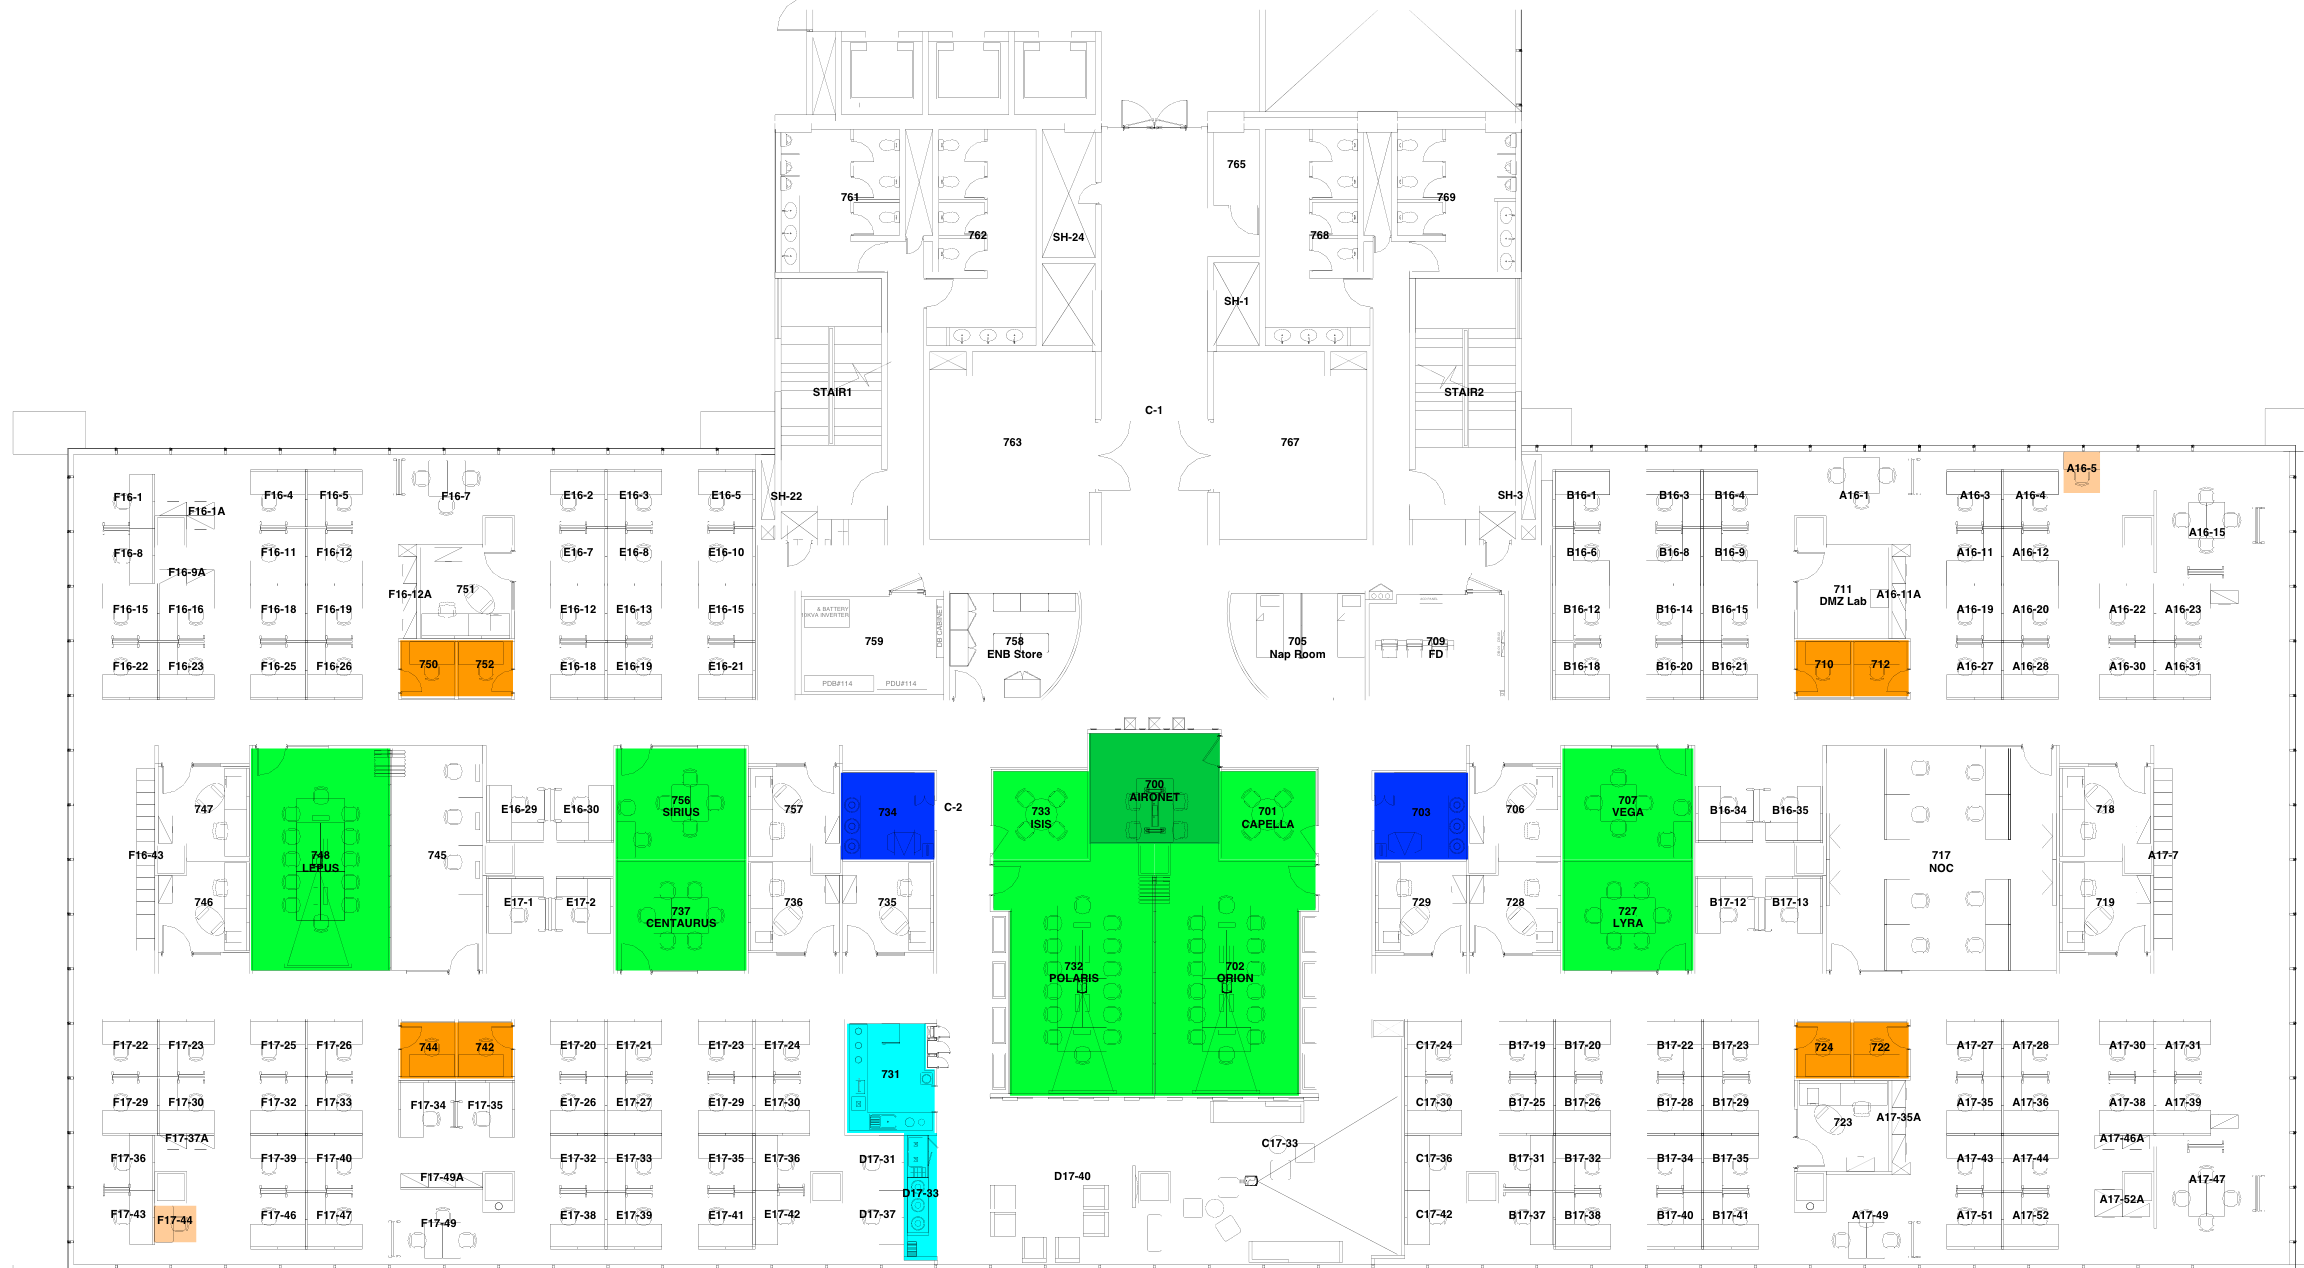 765
761
769
762
SH-24
768
SH-1
STAIR1
STAIR2
C-1
763
767
A16-5
F16-1
F16-1A
F16-4
F16-5
F16-7
E16-2
E16-3
E16-5
SH-22
SH-3
B16-1
B16-3
B16-4
A16-1
A16-3
A16-4
A16-15
F16-8
F16-9A
F16-11
F16-12
E16-7
E16-8
E16-10
B16-6
B16-8
B16-9
A16-11
A16-12
F16-12A
751
711
DMZ Lab
A16-11A
F16-15
F16-16
F16-18
F16-19
E16-12
E16-13
E16-15
& BATTERY
10KVA INVERTER
DB CABINET
759
758
ENB Store
705
Nap Room
709
FD
B16-12
B16-14
B16-15
A16-19
A16-20
A16-22
A16-23
F16-22
F16-23
F16-25
F16-26
750
752
E16-18
E16-19
E16-21
PDB#114
PDU#114
B16-18
B16-20
B16-21
710
712
A16-27
A16-28
A16-30
A16-31
747
E16-29
E16-30
756
SIRIUS
757
734
C-2
733
ISIS
700
AIRONET
701
CAPELLA
703
706
707
VEGA
B16-34
B16-35
718
F16-43
748
LEPUS
745
717
NOC
A17-7
746
E17-1
E17-2
737
CENTAURUS
736
735
729
728
727
LYRA
B17-12
B17-13
719
732
POLARIS
702
ORION
F17-22
F17-23
F17-25
F17-26
744
742
E17-20
E17-21
E17-23
E17-24
C17-24
B17-19
B17-20
B17-22
B17-23
724
722
A17-27
A17-28
A17-30
A17-31
731
F17-29
F17-30
F17-32
F17-33
F17-34
F17-35
E17-26
E17-27
E17-29
E17-30
C17-30
B17-25
B17-26
B17-28
B17-29
723
A17-35A
A17-35
A17-36
A17-38
A17-39
F17-37A
C17-33
A17-46A
F17-36
F17-39
F17-40
E17-32
E17-33
E17-35
E17-36
D17-31
C17-36
B17-31
B17-32
B17-34
B17-35
A17-43
A17-44
F17-49A
D17-33
D17-40
A17-47
A17-52A
F17-43
F17-44
F17-46
F17-47
F17-49
E17-38
E17-39
E17-41
E17-42
D17-37
C17-42
B17-37
B17-38
B17-40
B17-41
A17-49
A17-51
A17-52